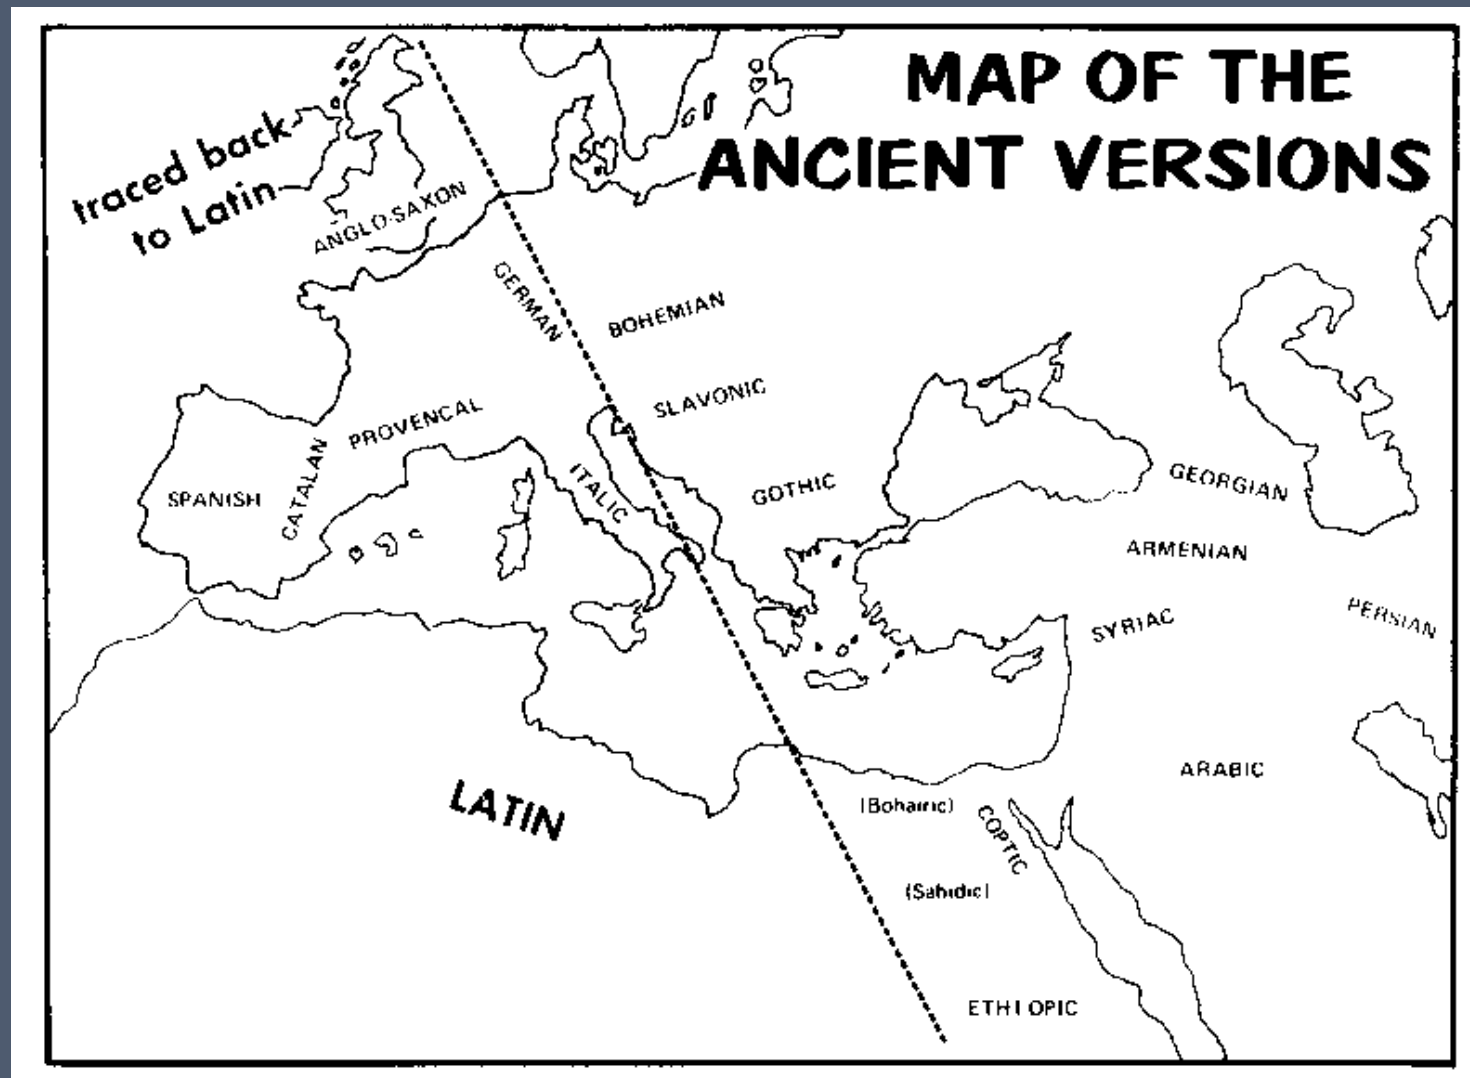 MAP OF THE
ANCIENT VERSIONS
traced back
to Latin
ANGLO-SAXON
GERMAN
BOHEMIAN
SLAVONIC
PROVENCAL
CATALAN
SPANISH
ITALIC
GOTHIC
GEORGIAN
ARMENIAN
SYRIAC
PERSIAN
ARABIC
LATIN
(Bohairic)
COPTIC
(Sahidic)
ETHIOPIC